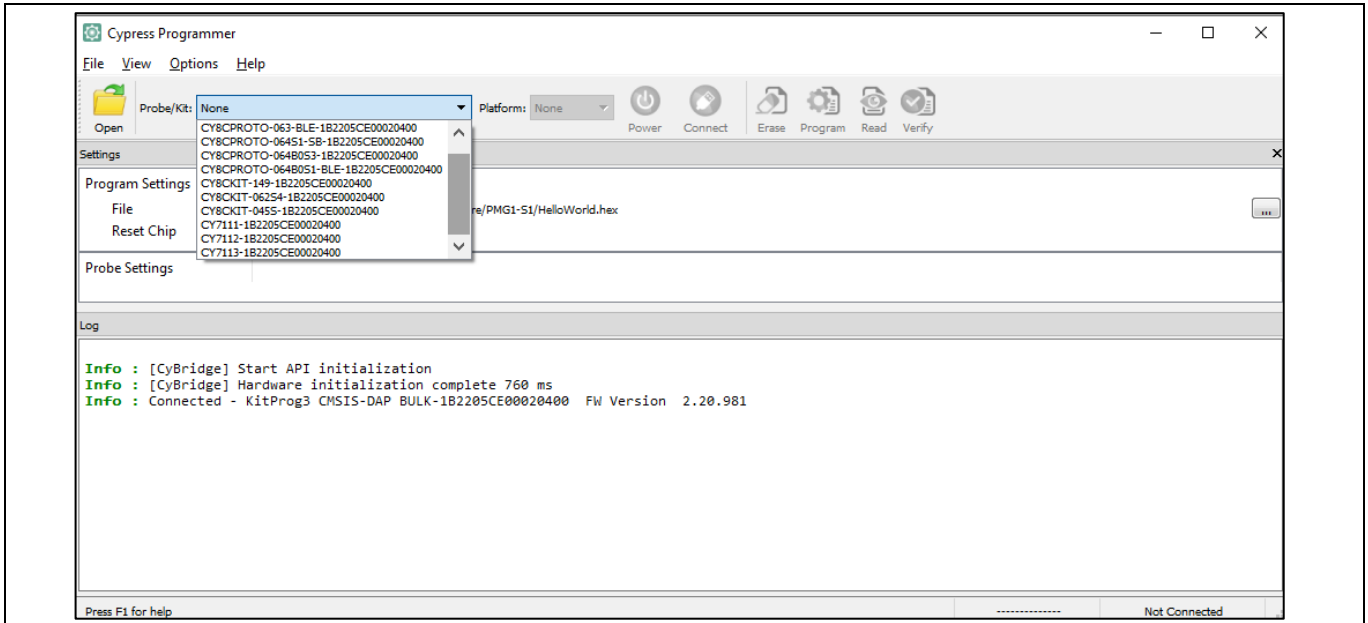 Cypress Programmer
File View Options Help
Open
Probe/Kit: None
Platform: None
Power Connect Erase Program Read Verify
CY8CPROTO-063-BLE-1B2205CE00020400
CY8CPROTO-064S1-SB-1B2205CE00020400
CY8CPROTO-064B0S3-1B2205CE00020400
CY8CPROTO-064B0S1-BLE-1B2205CE00020400
CY8CKIT-149-1B2205CE00020400
CY8CKIT-062S4-1B2205CE00020400
CY8CKIT-045S-1B2205CE00020400
CY7111-1B2205CE00020400
CY7112-1B2205CE00020400
CY7113-1B2205CE00020400
Settings
Program Settings
File
re/PMG1-S1/HelloWorld.hex
...
Reset Chip
Probe Settings
Log
Info : [CyBridge] Start API initialization
Info : [CyBridge] Hardware initialization complete 760 ms
Info : Connected - KitProg3 CMSIS-DAP BULK-1B2205CE00020400 FW Version 2.20.981
Press F1 for help
--------------
Not Connected